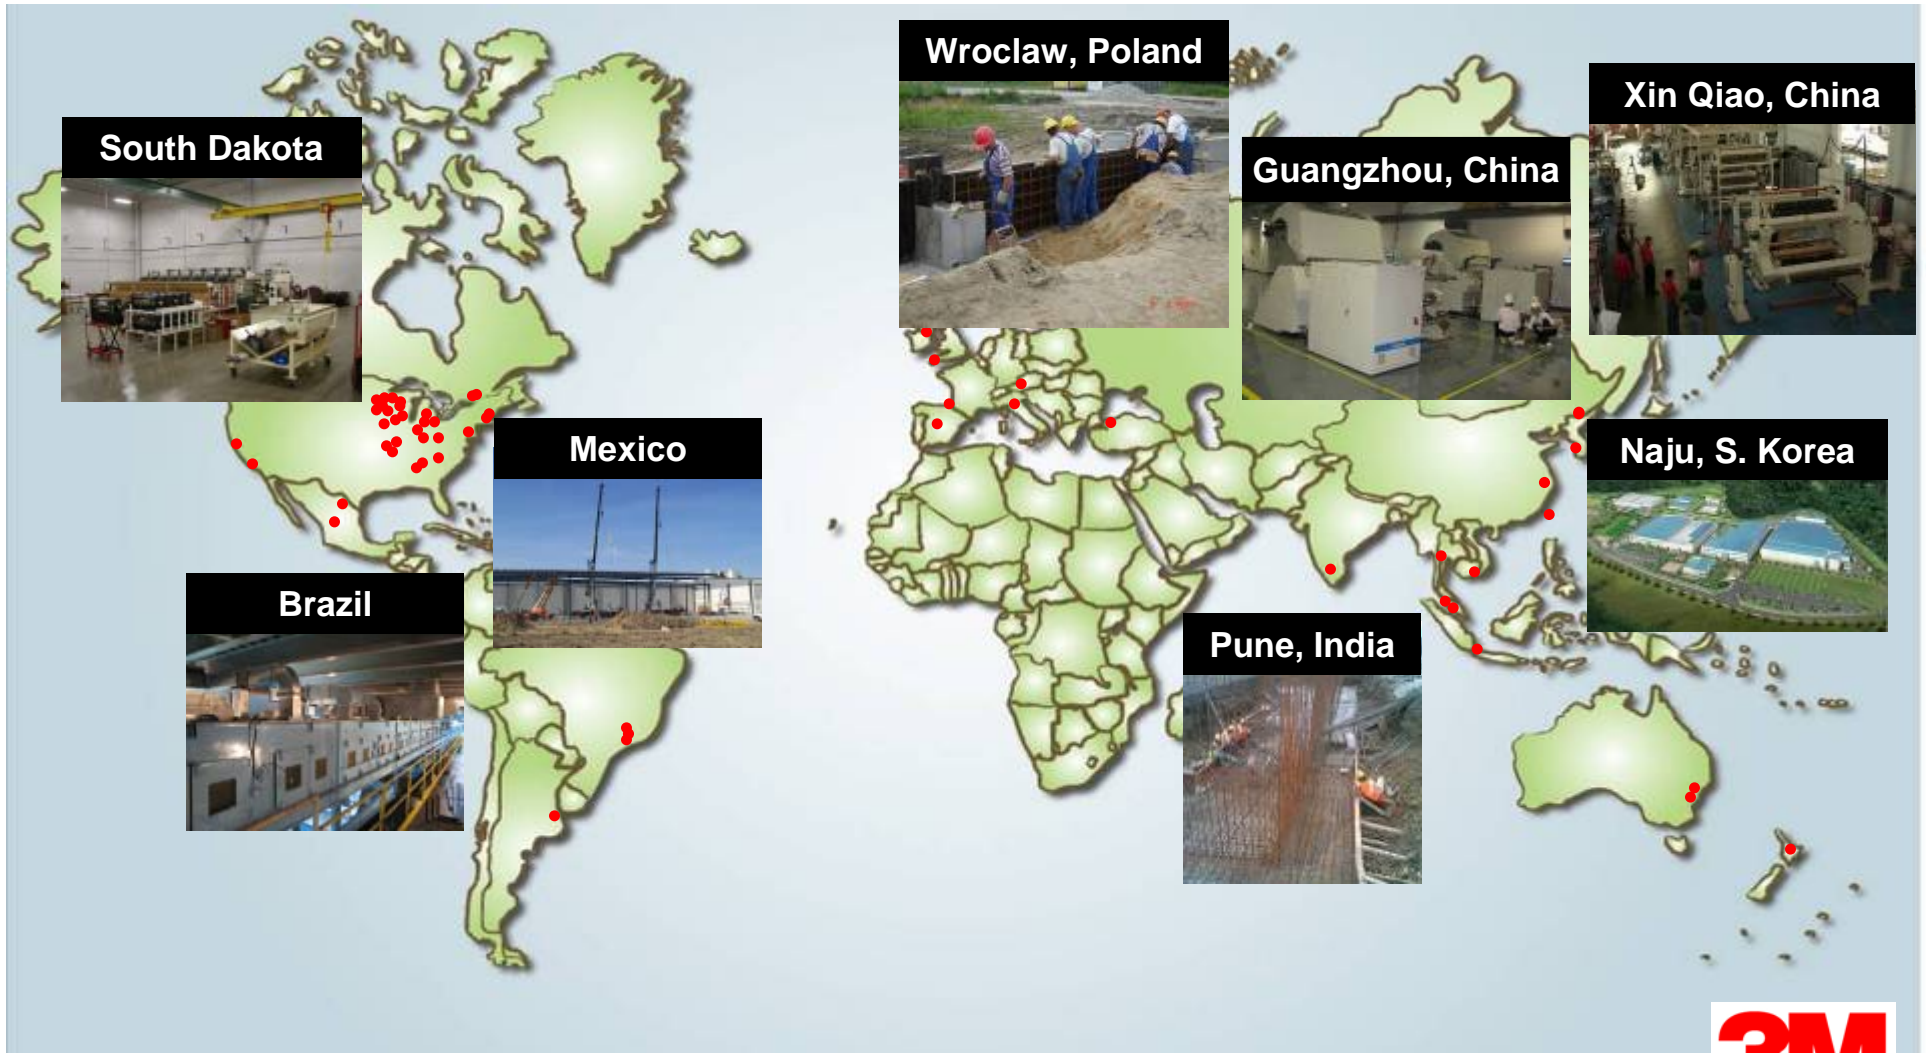 Wroclaw, Poland
Xin Qiao, China
South Dakota
Guangzhou, China
Mexico
Naju, S. Korea
Brazil
Pune, India
3M